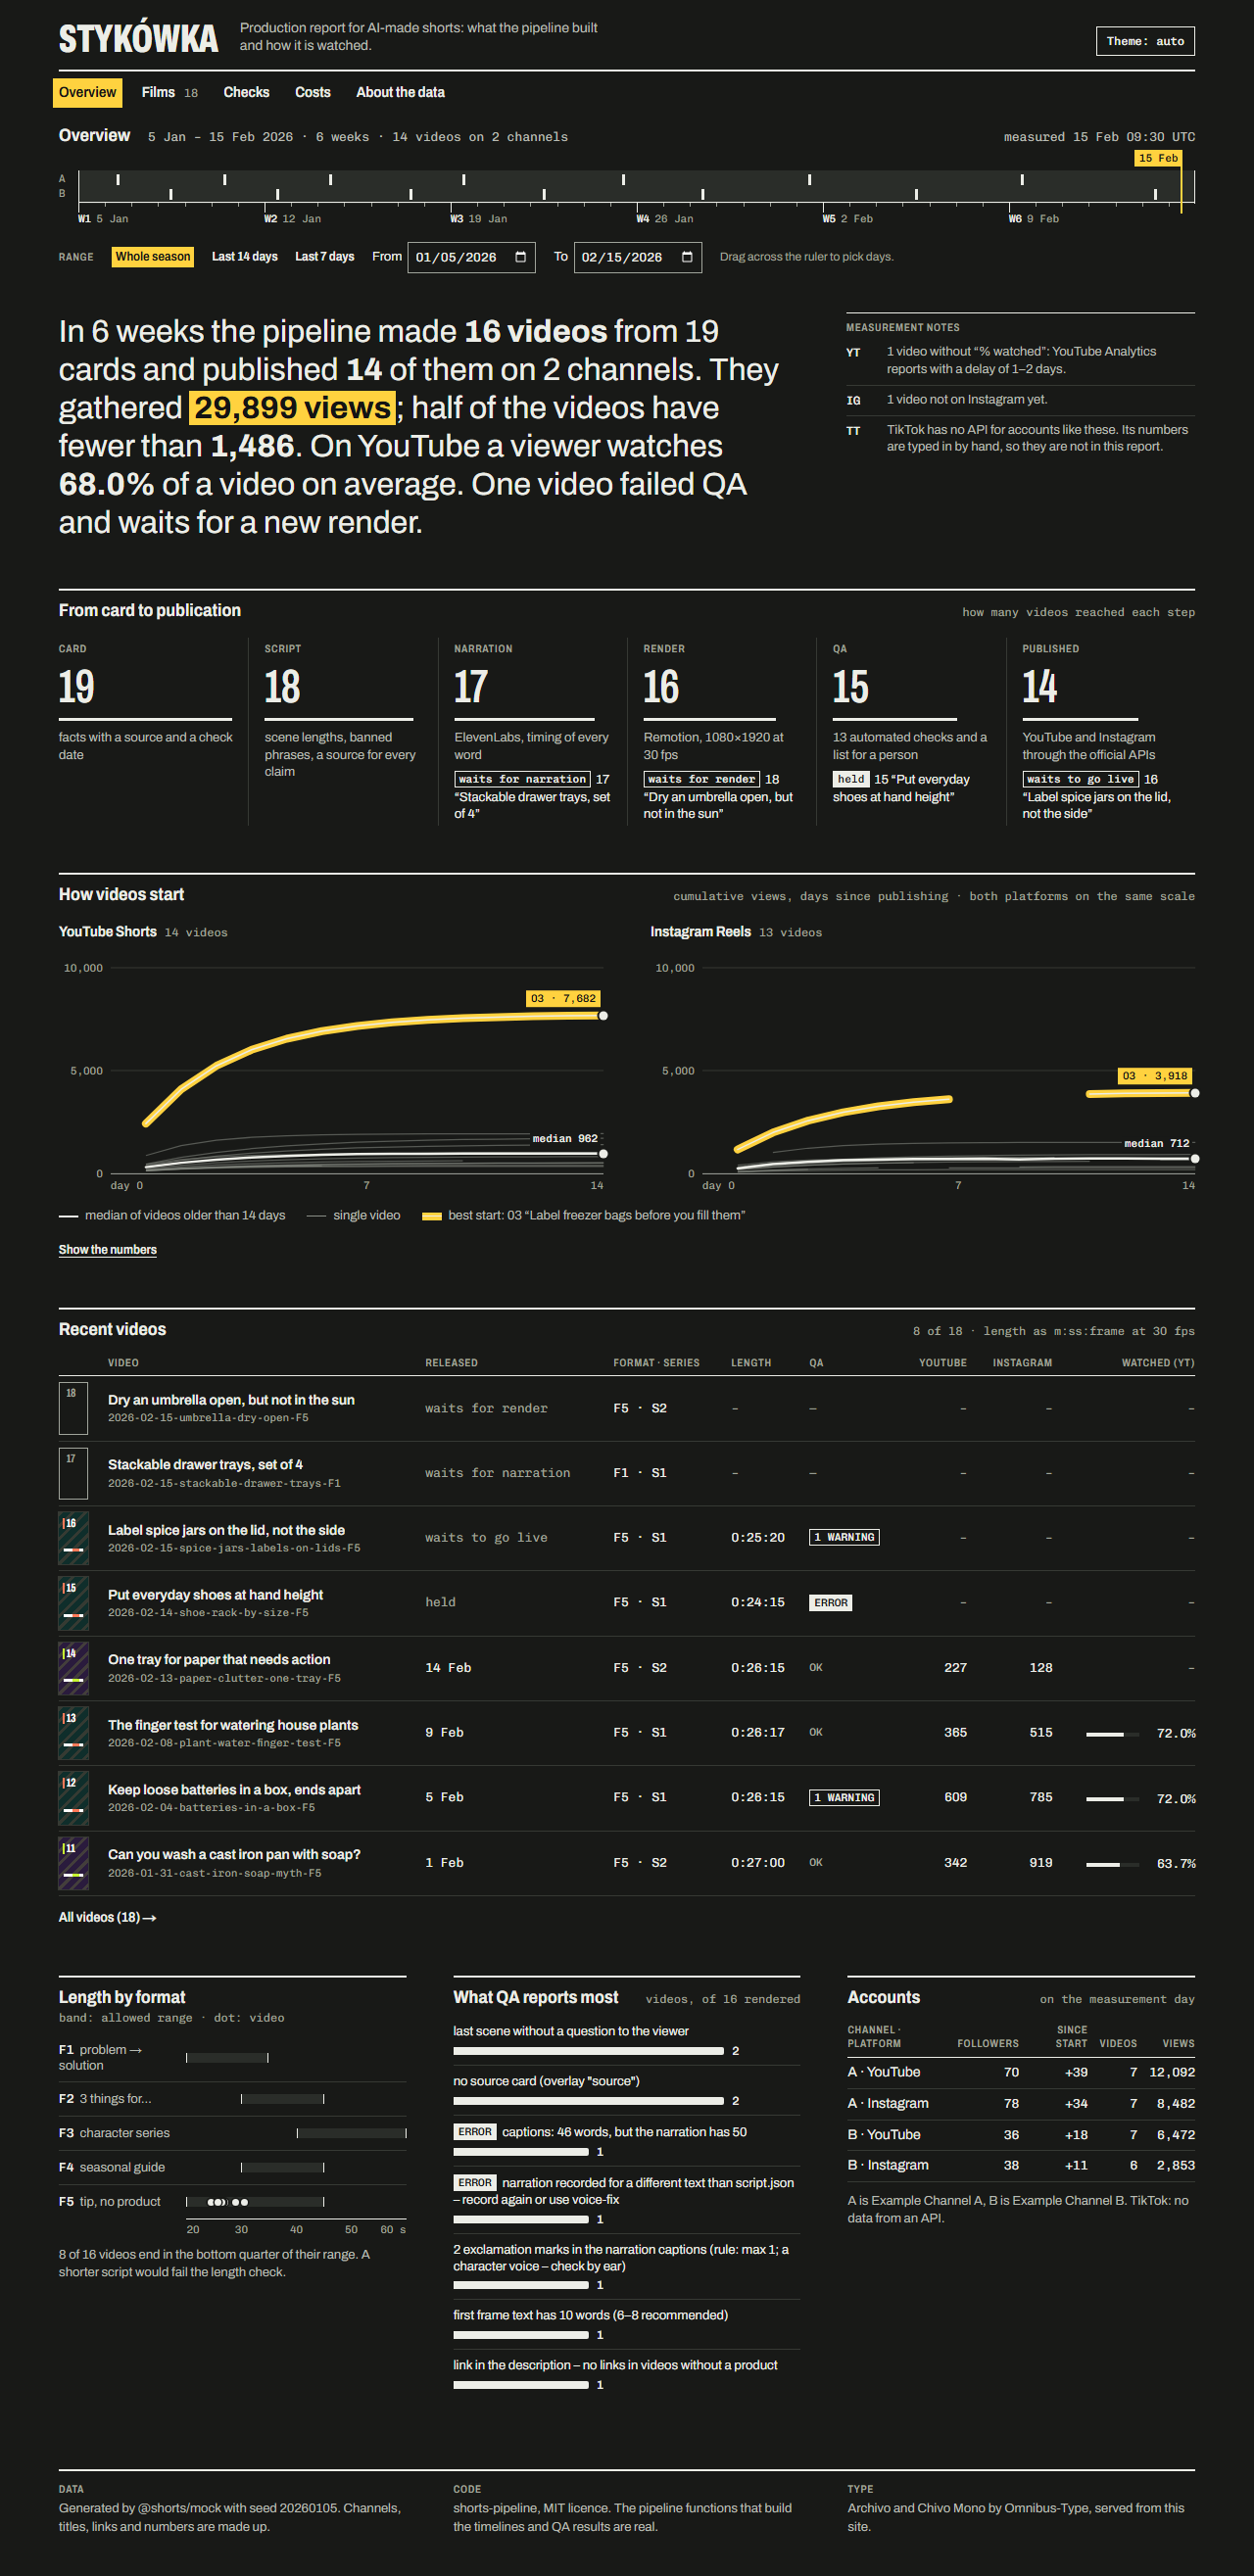 STYKÓWKA
Production report for AI-made shorts: what the pipeline built
and how it is watched.
Theme: auto
Overview Films 18 Checks Costs About the data
Overview 5 Jan – 15 Feb 2026 · 6 weeks · 14 videos on 2 channels measured 15 Feb 09:30 UTC
15 Feb
A
B
W1 5 Jan W2 12 Jan W3 19 Jan W4 26 Jan W5 2 Feb W6 9 Feb
RANGE Whole season Last 14 days Last 7 days From 01/05/2026 To 02/15/2026 Drag across the ruler to pick days.
In 6 weeks the pipeline made 16 videos from 19
cards and published 14 of them on 2 channels. They
gathered 29,899 views; half of the videos have
fewer than 1,486. On YouTube a viewer watches
68.0% of a video on average. One video failed QA
and waits for a new render.
MEASUREMENT NOTES
YT 1 video without “% watched”: YouTube Analytics
reports with a delay of 1–2 days.
IG 1 video not on Instagram yet.
TT TikTok has no API for accounts like these. Its numbers
are typed in by hand, so they are not in this report.
From card to publication how many videos reached each step
CARD
19
facts with a source and a check
date
SCRIPT
18
scene lengths, banned
phrases, a source for every
claim
NARRATION
17
ElevenLabs, timing of every
word
waits for narration 17
“Stackable drawer trays, set
of 4”
RENDER
16
Remotion, 1080×1920 at
30 fps
waits for render 18
“Dry an umbrella open, but
not in the sun”
QA
15
13 automated checks and a
list for a person
held 15 “Put everyday
shoes at hand height”
PUBLISHED
14
YouTube and Instagram
through the official APIs
waits to go live 16
“Label spice jars on the lid,
not the side”
How videos start cumulative views, days since publishing · both platforms on the same scale
YouTube Shorts 14 videos
10,000
03 · 7,682
5,000
median 962
0
day 0 7 14
Instagram Reels 13 videos
10,000
5,000
03 · 3,918
median 712
0
day 0 7 14
median of videos older than 14 days single video best start: 03 “Label freezer bags before you fill them”
Show the numbers
Recent videos 8 of 18 · length as m:ss:frame at 30 fps
VIDEO RELEASED FORMAT · SERIES LENGTH QA YOUTUBE INSTAGRAM WATCHED (YT)
18 Dry an umbrella open, but not in the sun waits for render F5 · S2 – – – – –
2026-02-15-umbrella-dry-open-F5
17 Stackable drawer trays, set of 4 waits for narration F1 · S1 – – – – –
2026-02-15-stackable-drawer-trays-F1
16 Label spice jars on the lid, not the side waits to go live F5 · S1 0:25:20 1 WARNING – – –
2026-02-15-spice-jars-labels-on-lids-F5
15 Put everyday shoes at hand height held F5 · S1 0:24:15 ERROR – – –
2026-02-14-shoe-rack-by-size-F5
14 One tray for paper that needs action 14 Feb F5 · S2 0:26:15 OK 227 128 –
2026-02-13-paper-clutter-one-tray-F5
13 The finger test for watering house plants 9 Feb F5 · S1 0:26:17 OK 365 515 72.0%
2026-02-08-plant-water-finger-test-F5
12 Keep loose batteries in a box, ends apart 5 Feb F5 · S1 0:26:15 1 WARNING 609 785 72.0%
2026-02-04-batteries-in-a-box-F5
11 Can you wash a cast iron pan with soap? 1 Feb F5 · S2 0:27:00 OK 342 919 63.7%
2026-01-31-cast-iron-soap-myth-F5
All videos (18) →
Length by format
band: allowed range · dot: video
F1 problem →
solution
F2 3 things for…
F3 character series
F4 seasonal guide
F5 tip, no product
20 30 40 50 60 s
8 of 16 videos end in the bottom quarter of their range. A
shorter script would fail the length check.
What QA reports most videos, of 16 rendered
last scene without a question to the viewer
2
no source card (overlay "source")
2
ERROR captions: 46 words, but the narration has 50
1
ERROR narration recorded for a different text than script.json
– record again or use voice-fix
1
2 exclamation marks in the narration captions (rule: max 1; a
character voice – check by ear)
1
first frame text has 10 words (6–8 recommended)
1
link in the description – no links in videos without a product
1
Accounts on the measurement day
CHANNEL ·
PLATFORM FOLLOWERS SINCE
START VIDEOS VIEWS
A · YouTube 70 +39 7 12,092
A · Instagram 78 +34 7 8,482
B · YouTube 36 +18 7 6,472
B · Instagram 38 +11 6 2,853
A is Example Channel A, B is Example Channel B. TikTok: no
data from an API.
DATA
Generated by @shorts/mock with seed 20260105. Channels,
titles, links and numbers are made up.
CODE
shorts-pipeline, MIT licence. The pipeline functions that build
the timelines and QA results are real.
TYPE
Archivo and Chivo Mono by Omnibus-Type, served from this
site.